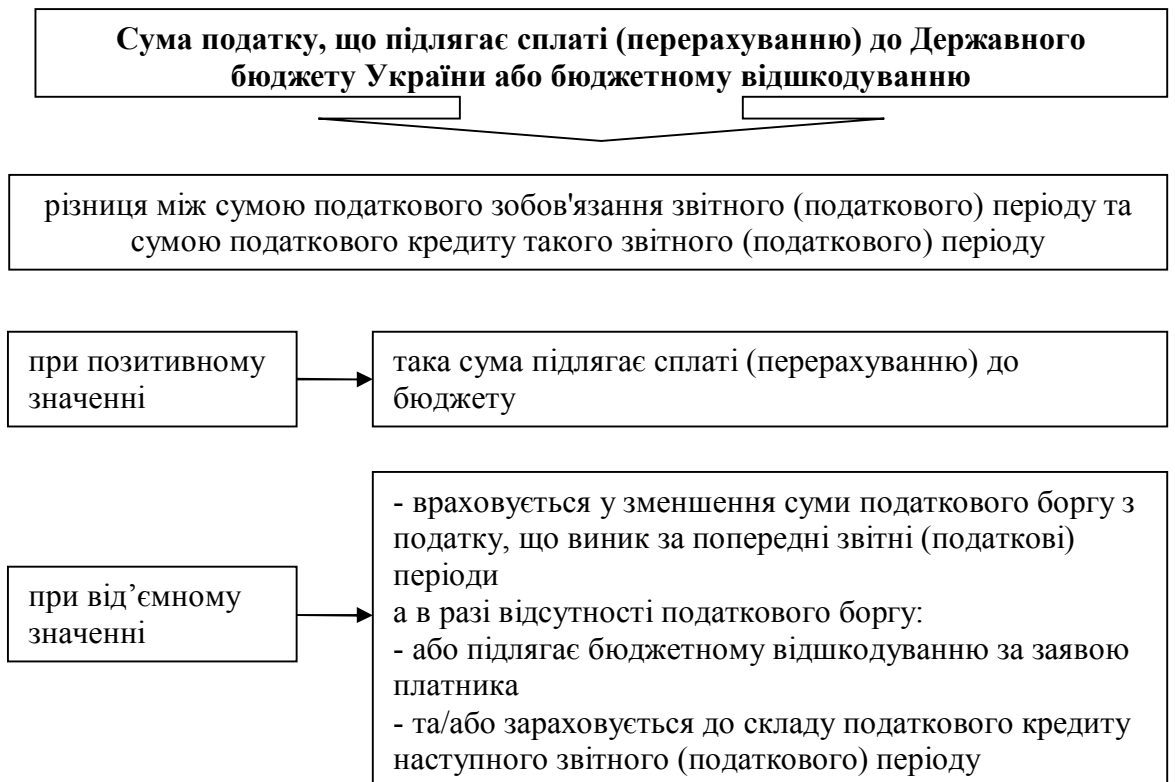 Сума податку, що підлягає сплаті (перерахуванню) до Державного
бюджету України або бюджетному відшкодуванню
різниця між сумою податкового зобов'язання звітного (податкового) періоду та
сумою податкового кредиту такого звітного (податкового) періоду
при позитивному
значенні
така сума підлягає сплаті (перерахуванню) до
бюджету
при від’ємному
значенні
- враховується у зменшення суми податкового боргу з
податку, що виник за попередні звітні (податкові)
періоди
а в разі відсутності податкового боргу:
- або підлягає бюджетному відшкодуванню за заявою
платника
- та/або зараховується до складу податкового кредиту
наступного звітного (податкового) періоду